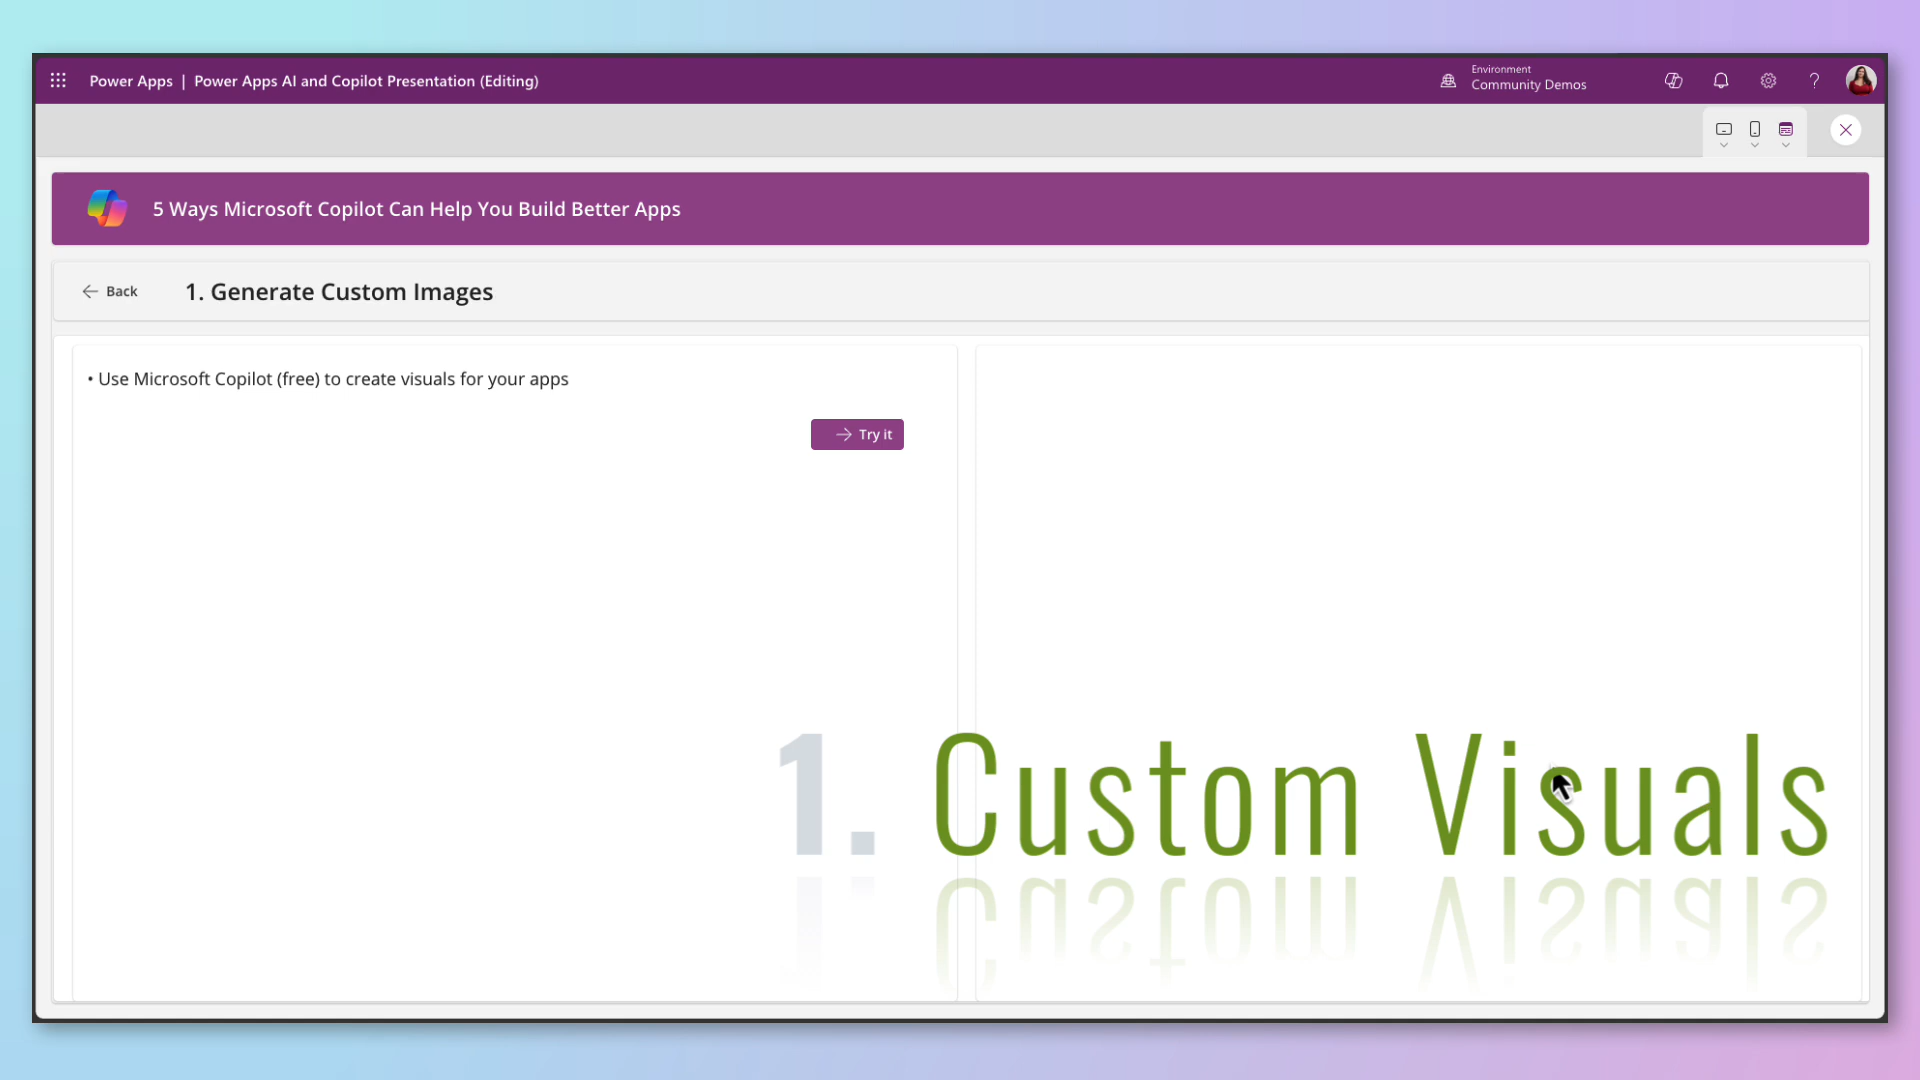 Power Apps | Power Apps AI and Copilot Presentation (Editing)
Environment
Community Demos
?
5 Ways Microsoft Copilot Can Help You Build Better Apps
Back
1. Generate Custom Images
• Use Microsoft Copilot (free) to create visuals for your apps
Try it
1. Custom Visuals